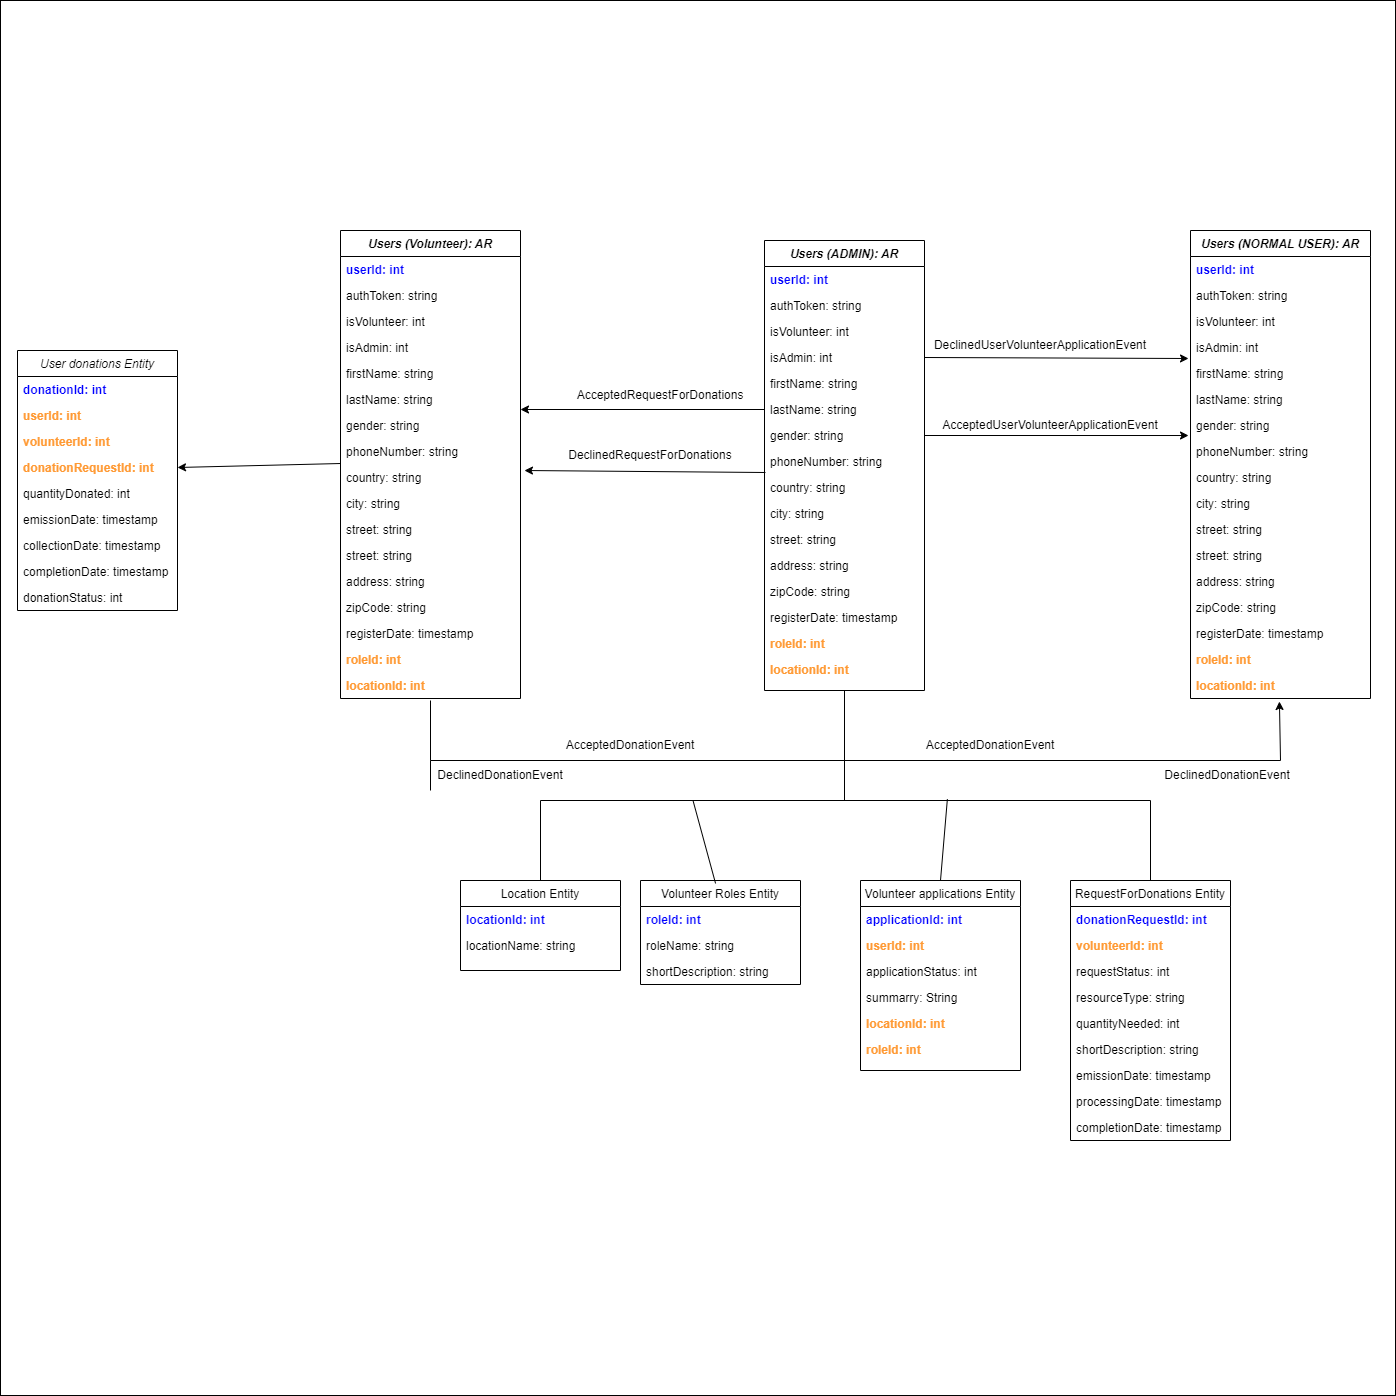 Users (Volunteer): AR
userId: int
authToken: string
isVolunteer: int
isAdmin: int
firstName: string
lastName: string
gender: string
phoneNumber: string
country: string
city: string
street: string
street: string
address: string
zipCode: string
registerDate: timestamp
roleId: int
locationId: int
Users (ADMIN): AR
userId: int
authToken: string
isVolunteer: int
isAdmin: int
firstName: string
lastName: string
gender: string
phoneNumber: string
country: string
city: string
street: string
address: string
zipCode: string
registerDate: timestamp
roleId: int
locationId: int
Users (NORMAL USER): AR
userId: int
authToken: string
isVolunteer: int
isAdmin: int
firstName: string
lastName: string
gender: string
phoneNumber: string
country: string
city: string
street: string
street: string
address: string
zipCode: string
registerDate: timestamp
roleId: int
locationId: int
User donations Entity
donationId: int
userId: int
volunteerId: int
donationRequestId: int
quantityDonated: int
emissionDate: timestamp
collectionDate: timestamp
completionDate: timestamp
donationStatus: int
AcceptedRequestForDonations
DeclinedRequestForDonations
DeclinedUserVolunteerApplicationEvent
AcceptedUserVolunteerApplicationEvent
AcceptedDonationEvent
AcceptedDonationEvent
DeclinedDonationEvent
DeclinedDonationEvent
Location Entity
locationId: int
locationName: string
Volunteer Roles Entity
roleId: int
roleName: string
shortDescription: string
Volunteer applications Entity
applicationId: int
userId: int
applicationStatus: int
summarry: String
locationId: int
roleId: int
RequestForDonations Entity
donationRequestId: int
volunteerId: int
requestStatus: int
resourceType: string
quantityNeeded: int
shortDescription: string
emissionDate: timestamp
processingDate: timestamp
completionDate: timestamp